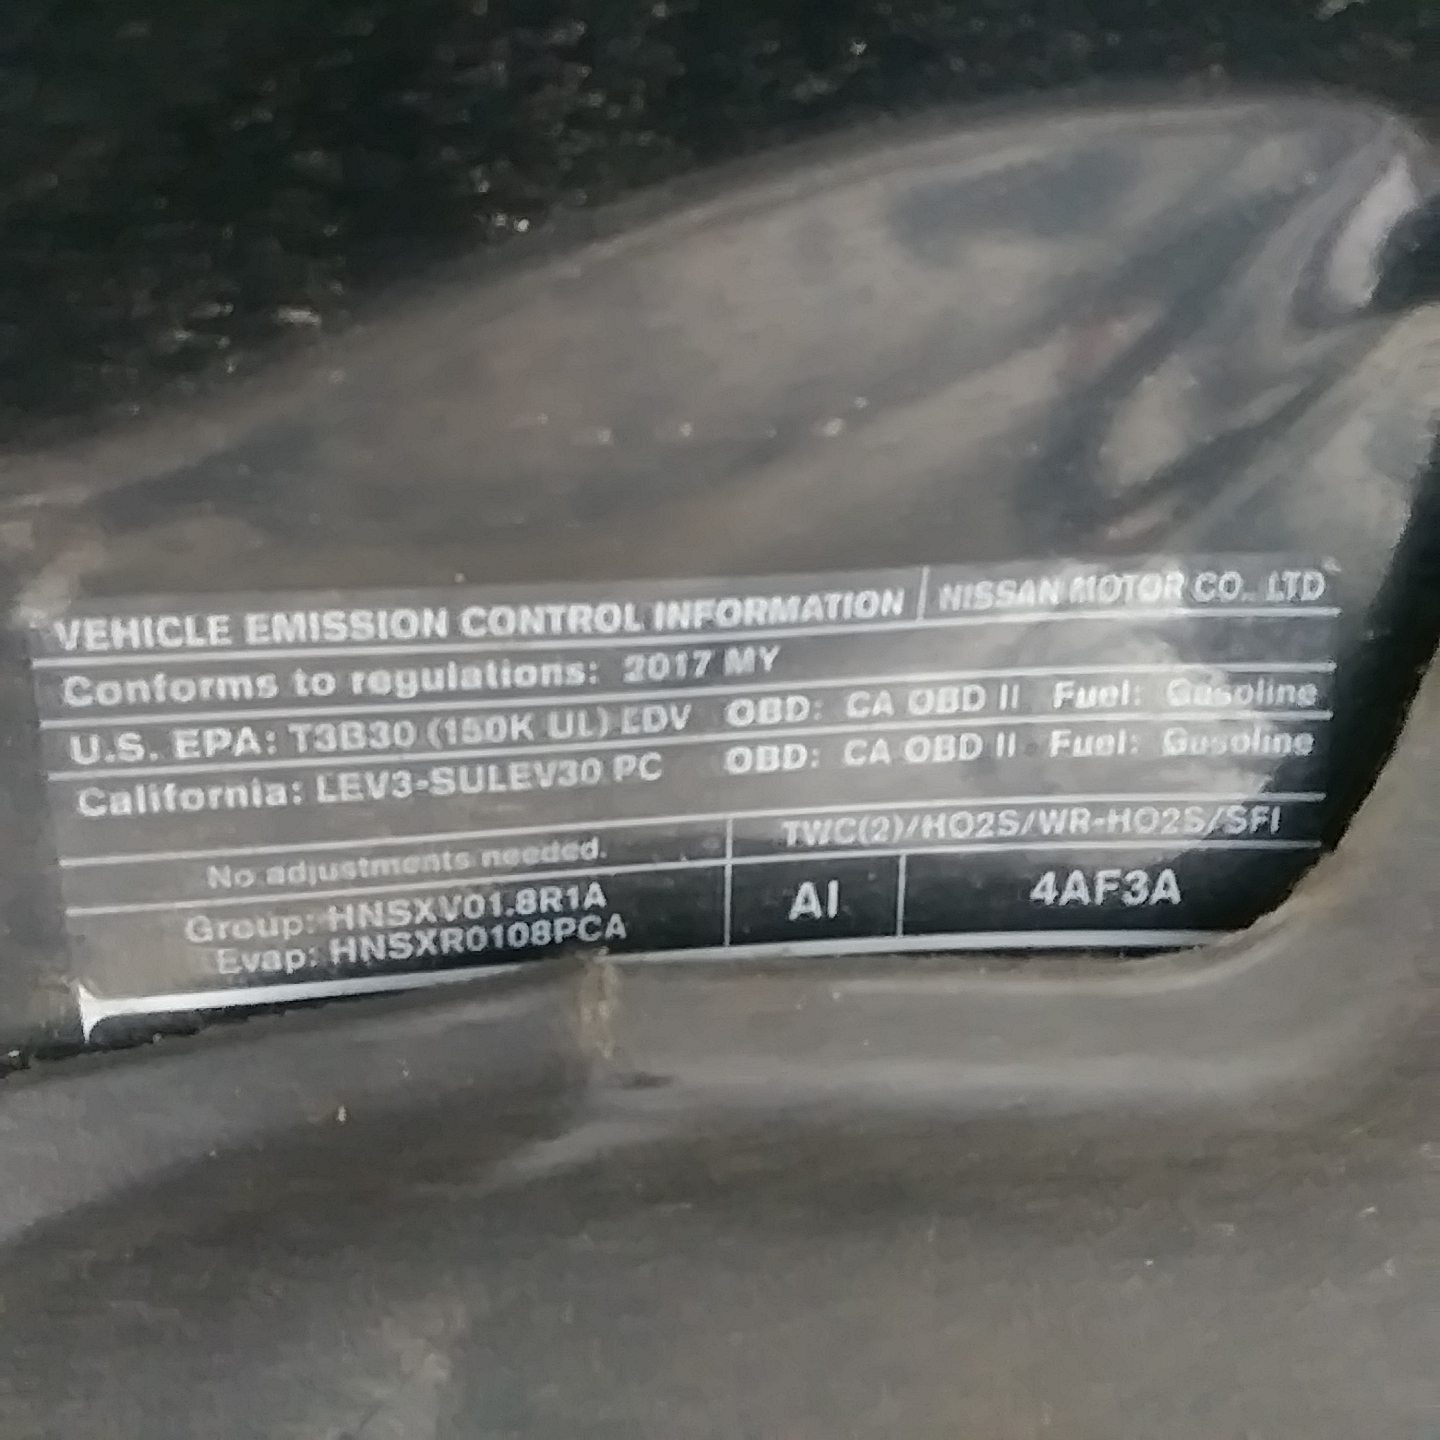 VEHICLE EMISSION CONTROL INFORMATION NISSAN MOTOR CO., LTD
Conforms to regulations: 2017 MY
U.S. EPA: T3B30 (150K UL) LDV OBD: CA OBD II Fuel: Gasoline
California: LEV3-SULEV30 PC OBD: CA OBD II Fuel: Gasoline
No adjustments needed. TWC(2)/HO2S/WR-HO2S/SFI
Group: HNSXV01.8R1A AI 4AF3A
Evap: HNSXR0108PCA